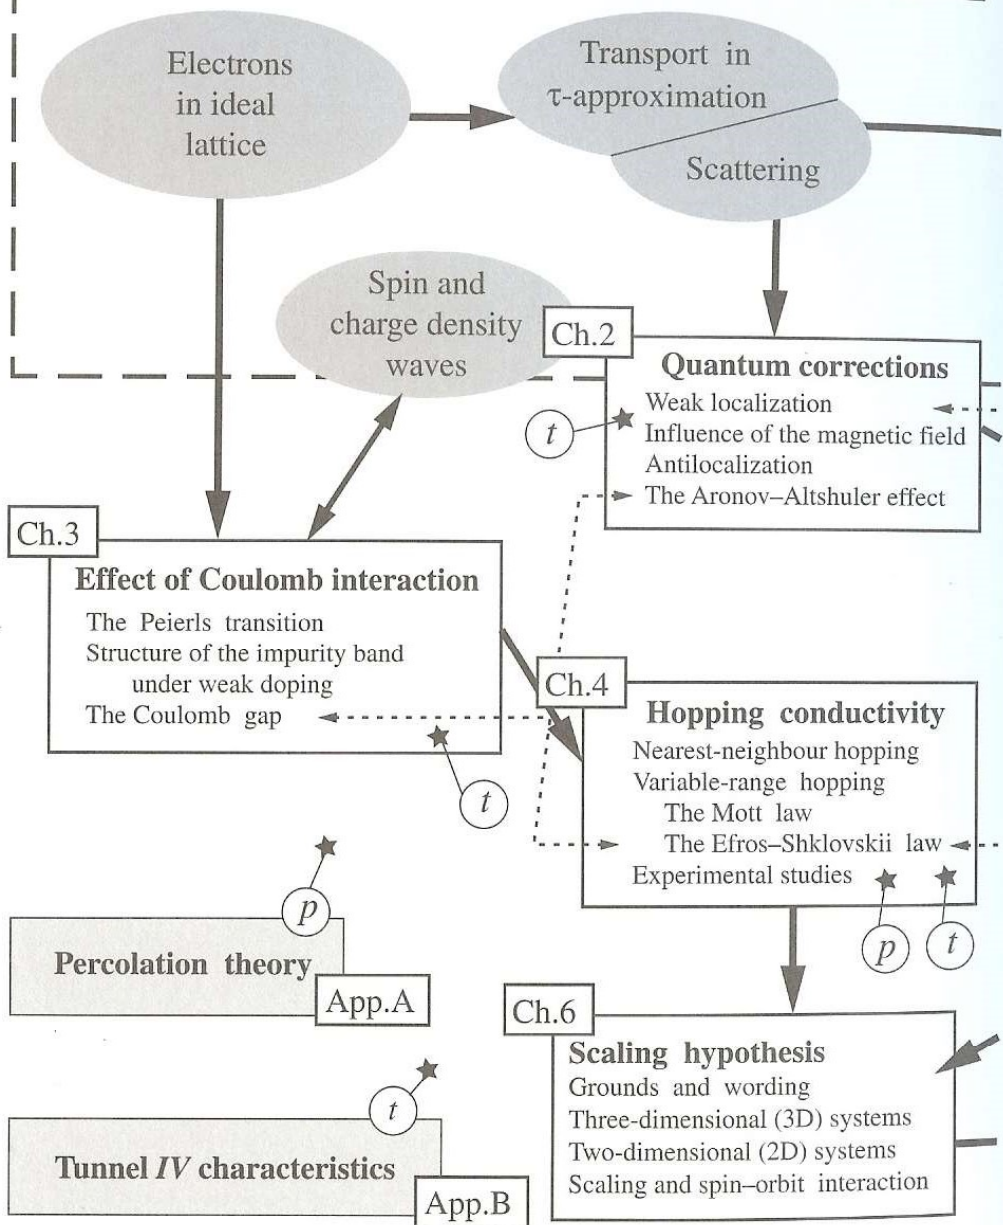 Electrons
in ideal
lattice
Transport in
τ-approximation
Scattering
Spin and
charge density
waves
Ch.2
Quantum corrections
Weak localization
Influence of the magnetic field
Antilocalization
The Aronov–Altshuler effect
t
Ch.3
Effect of Coulomb interaction
The Peierls transition
Structure of the impurity band
under weak doping
The Coulomb gap
t
Ch.4
Hopping conductivity
Nearest-neighbour hopping
Variable-range hopping
The Mott law
The Efros–Shklovskii law
Experimental studies
p
t
p
Percolation theory
App.A
Ch.6
Scaling hypothesis
Grounds and wording
Three-dimensional (3D) systems
Two-dimensional (2D) systems
Scaling and spin–orbit interaction
t
Tunnel IV characteristics
App.B